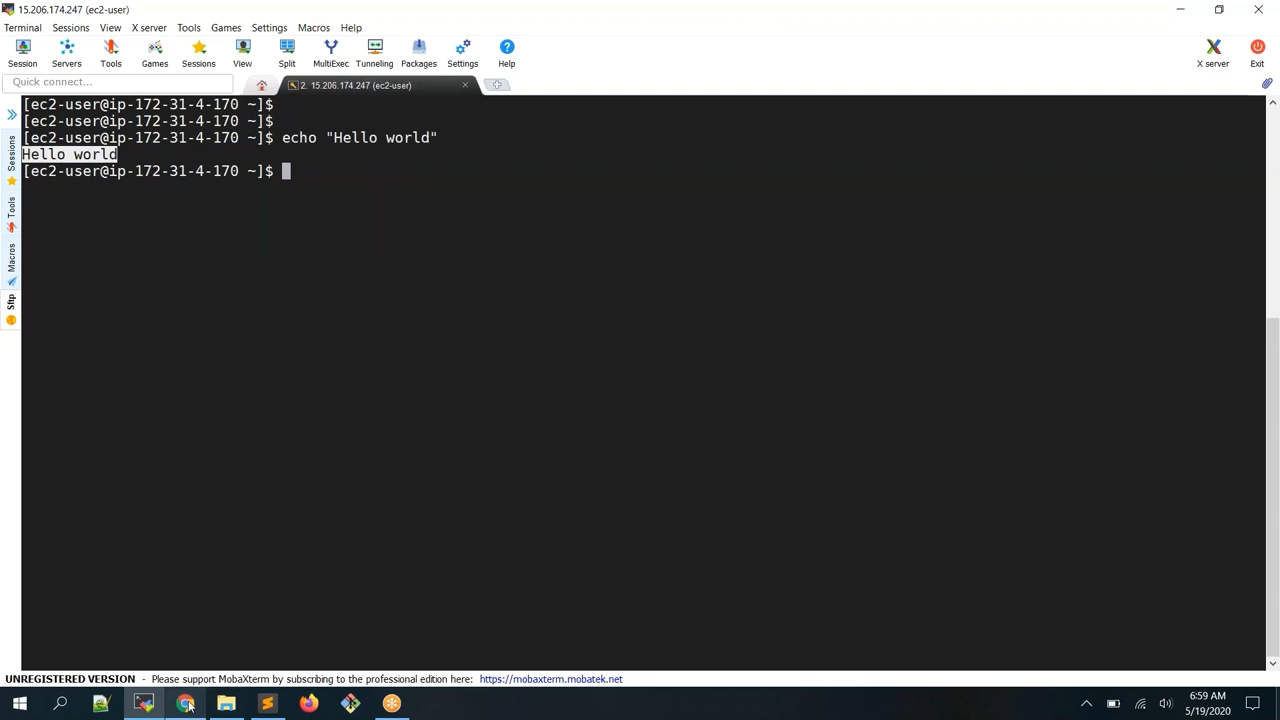 15.206.174.247 (ec2-user)
Terminal Sessions View X server Tools Games Settings Macros Help
Session Servers Tools Games Sessions View Split MultiExec Tunneling Packages Settings Help X server Exit
Quick connect...
2. 15.206.174.247 (ec2-user)
[ec2-user@ip-172-31-4-170 ~]$
[ec2-user@ip-172-31-4-170 ~]$
[ec2-user@ip-172-31-4-170 ~]$ echo "Hello world"
Hello world
[ec2-user@ip-172-31-4-170 ~]$
Sessions
Tools
Macros
Sftp
UNREGISTERED VERSION - Please support MobaXterm by subscribing to the professional edition here: https://mobaxterm.mobatek.net
6:59 AM
5/19/2020